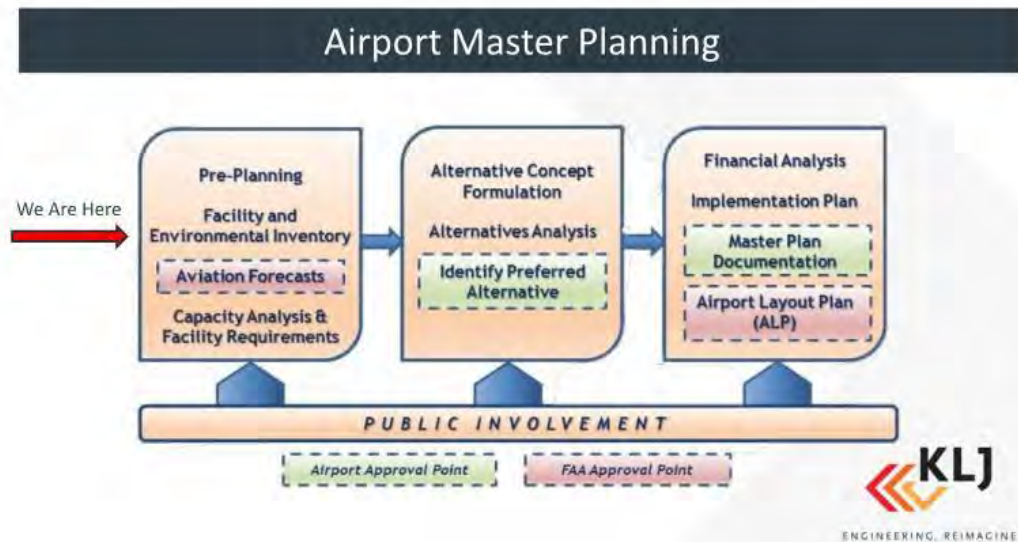 Airport Master Planning
We Are Here
Pre-Planning
Facility and
Environmental Inventory
Aviation Forecasts
Capacity Analysis &
Facility Requirements
Alternative Concept
Formulation
Alternatives Analysis
Identify Preferred
Alternative
Financial Analysis
Implementation Plan
Master Plan
Documentation
Airport Layout Plan
(ALP)
PUBLIC INVOLVEMENT
Airport Approval Point
FAA Approval Point
KLJ
ENGINEERING, REIMAGINE